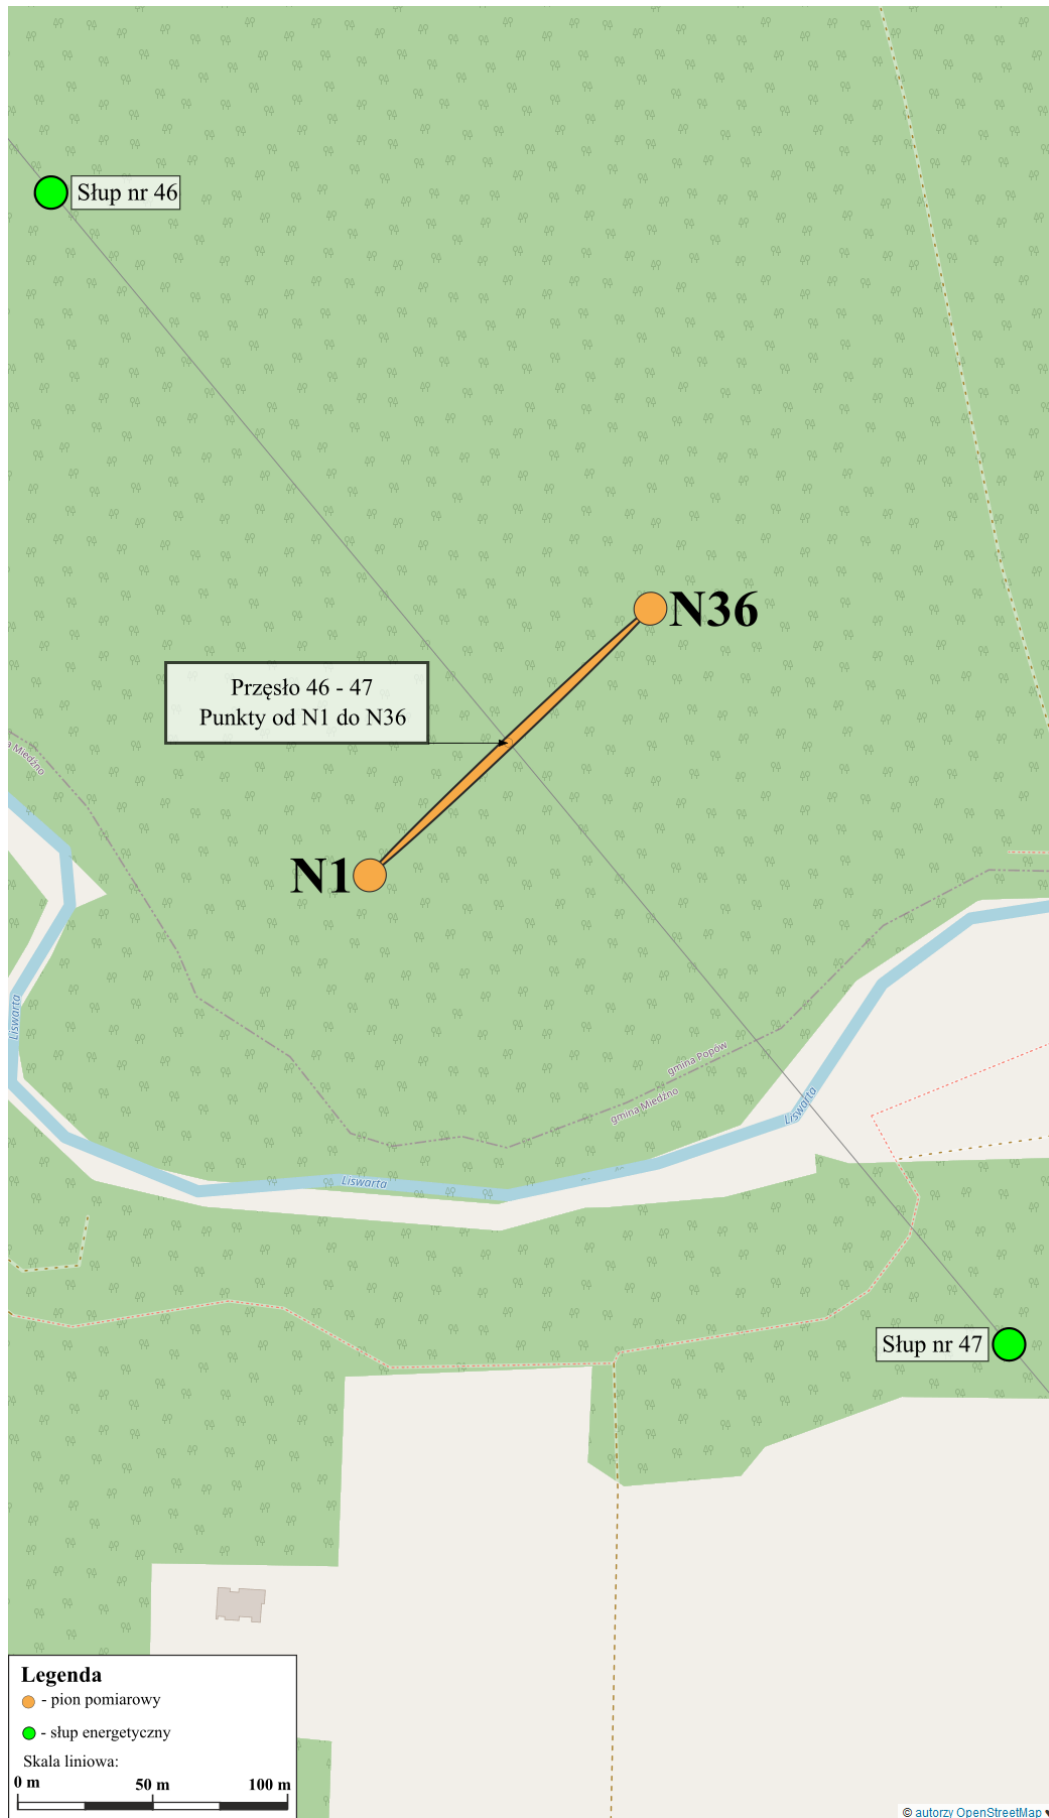 Słup nr 46
N36
Przęsło 46 - 47
Punkty od N1 do N36
a Miedźno
N1
Liswarta
gmina Popów
gmina Miedźno
Liswarta
Liswarta
Słup nr 47
Legenda
- pion pomiarowy
- słup energetyczny
Skala liniowa:
0 m 50 m 100 m
© autorzy OpenStreetMap